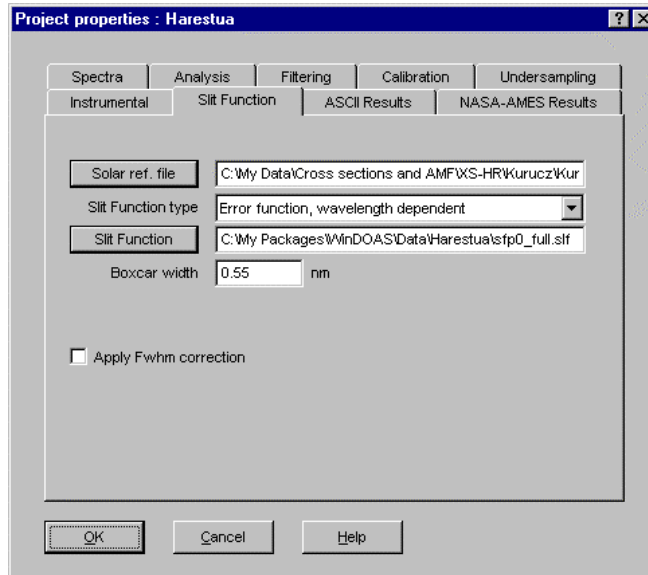 Project properties : Harestua
Spectra Analysis Filtering Calibration Undersampling
Instrumental Slit Function ASCII Results NASA-AMES Results
Solar ref. file C:\My Data\Cross sections and AMF\XS-HR\Kurucz\Kur
Slit Function type Error function, wavelength dependent
Slit Function C:\My Packages\WinDOAS\Data\Harestua\sfp0_full.slf
Boxcar width 0.55 nm
Apply Fwhm correction
OK Cancel Help